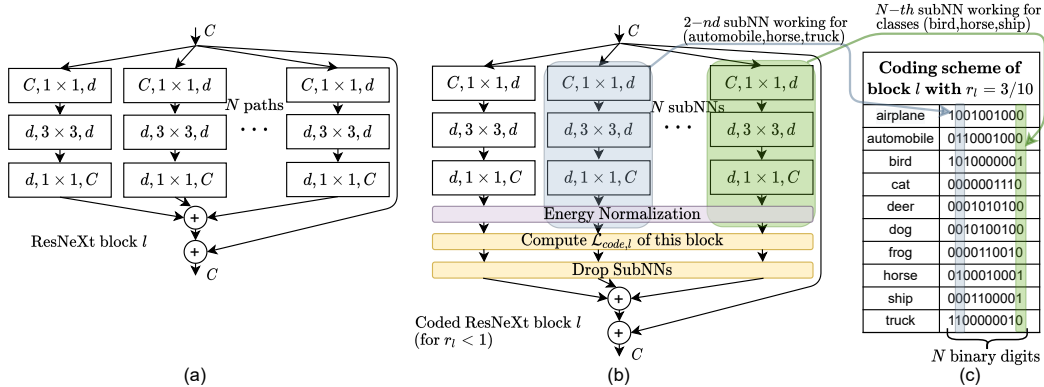 C
C, 1 × 1, d
C, 1 × 1, d
C, 1 × 1, d
N paths
d, 3 × 3, d
d, 3 × 3, d
· · ·
d, 3 × 3, d
d, 1 × 1, C
d, 1 × 1, C
d, 1 × 1, C
+
ResNeXt block l
+
C
(a)
C
2−nd subNN working for
(automobile,horse,truck)
C, 1 × 1, d
C, 1 × 1, d
C, 1 × 1, d
N subNNs
d, 3 × 3, d
d, 3 × 3, d
· · ·
d, 3 × 3, d
d, 1 × 1, C
d, 1 × 1, C
d, 1 × 1, C
Energy Normalization
Compute L_code,l of this block
Drop SubNNs
+
Coded ResNeXt block l
(for r_l < 1)
+
C
(b)
N−th subNN working for
classes (bird,horse,ship)
Coding scheme of
block l with r_l = 3/10
airplane 1001001000
automobile 0110001000
bird 1010000001
cat 0000001110
deer 0001010100
dog 0010100100
frog 0000110010
horse 0100010001
ship 0001100001
truck 1100000010
N binary digits
(c)